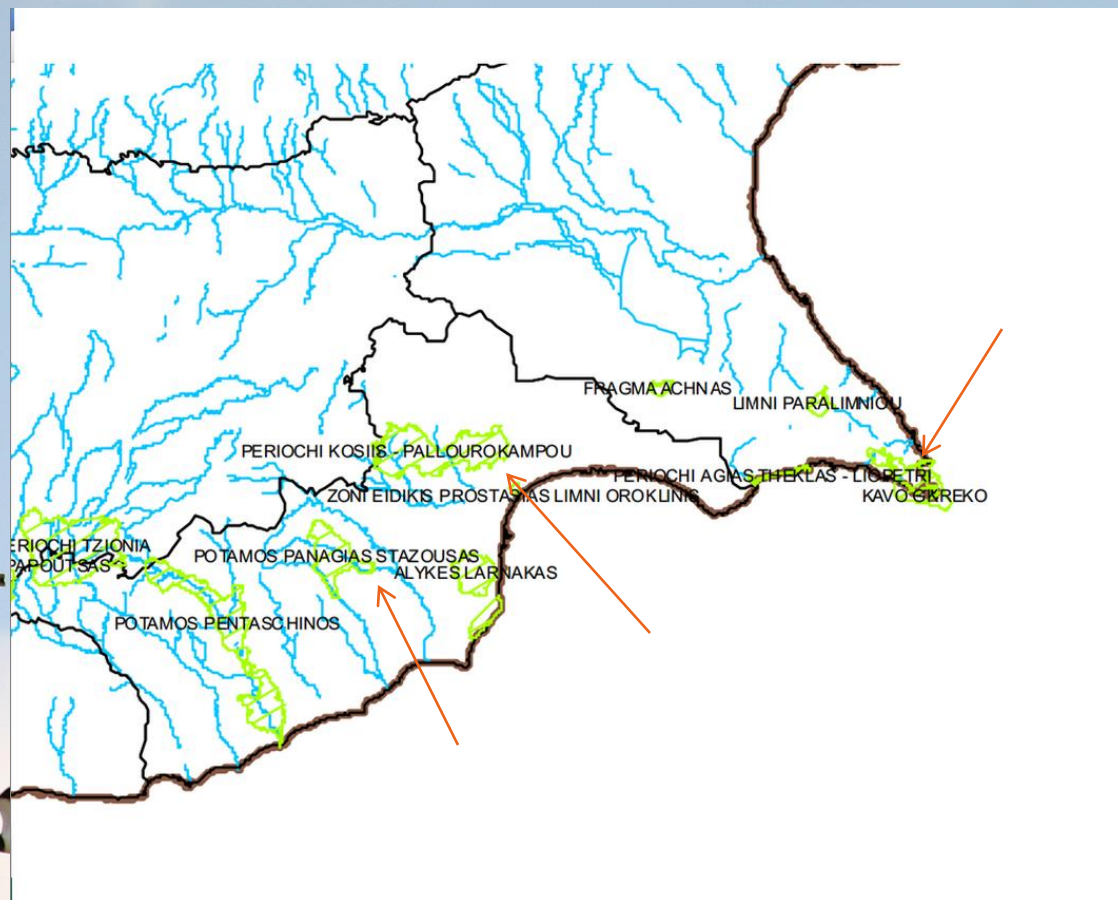 FRAGMA ACHNAS
LIMNI PARALIMNIOU
PERIOCHI KOSIIS - PALLOUROKAMPOU
PERIOCHI AGIAS THEKLAS - LIOPETRI
ZONI EIDIKIS PROSTASIAS LIMNI OROKLINIS
KAVO GKREKO
ERIOCHI TZIONIA
POTAMOS PANAGIAS STAZOUSAS
PAPOUTSAS
ALYKES LARNAKAS
POTAMOS PENTASCHINOS